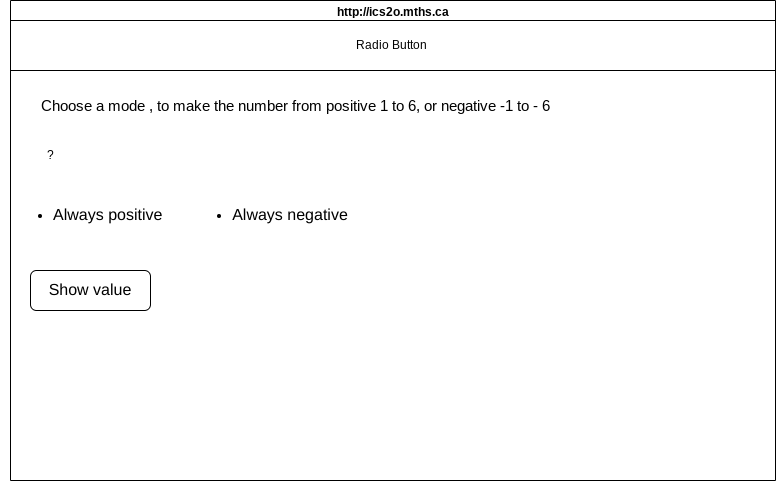 http://ics2o.mths.ca
Radio Button
Choose a mode , to make the number from positive 1 to 6, or negative -1 to - 6
?
• Always positive • Always negative
Show value